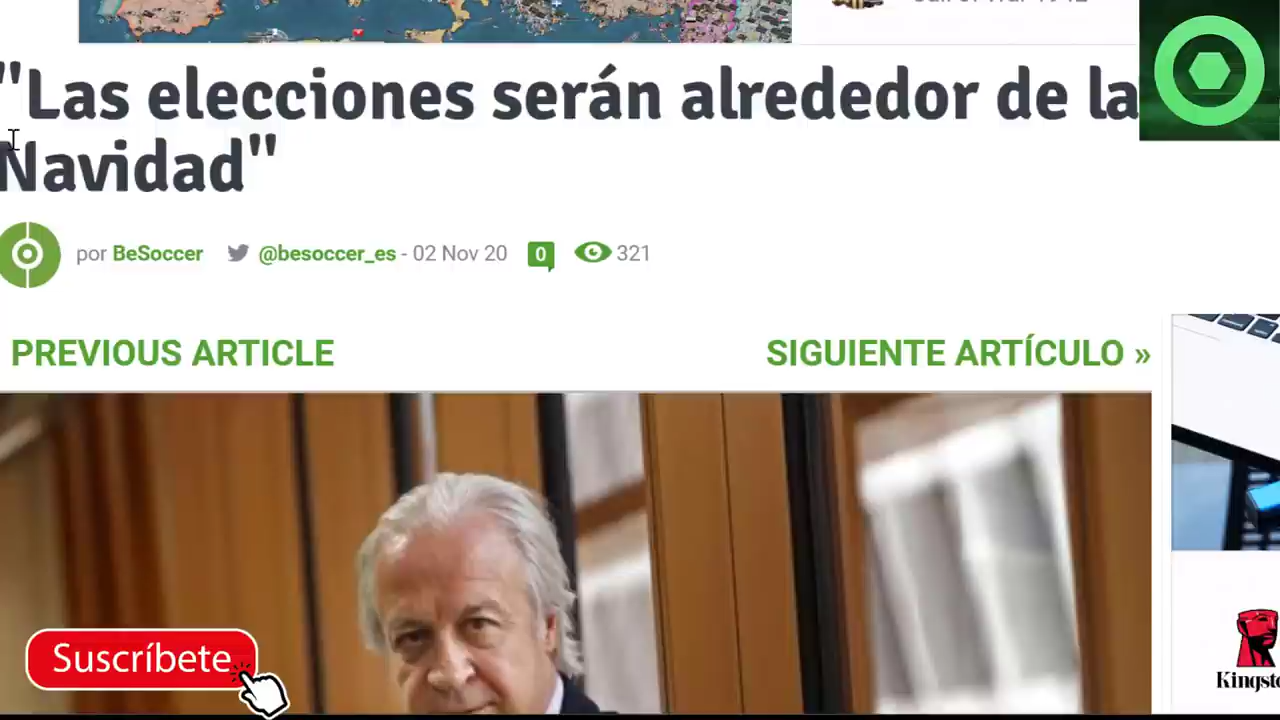 "Las elecciones serán alrededor de la
Navidad"
por BeSoccer @besoccer_es - 02 Nov 20 0 321
PREVIOUS ARTICLE SIGUIENTE ARTÍCULO »
Suscríbete